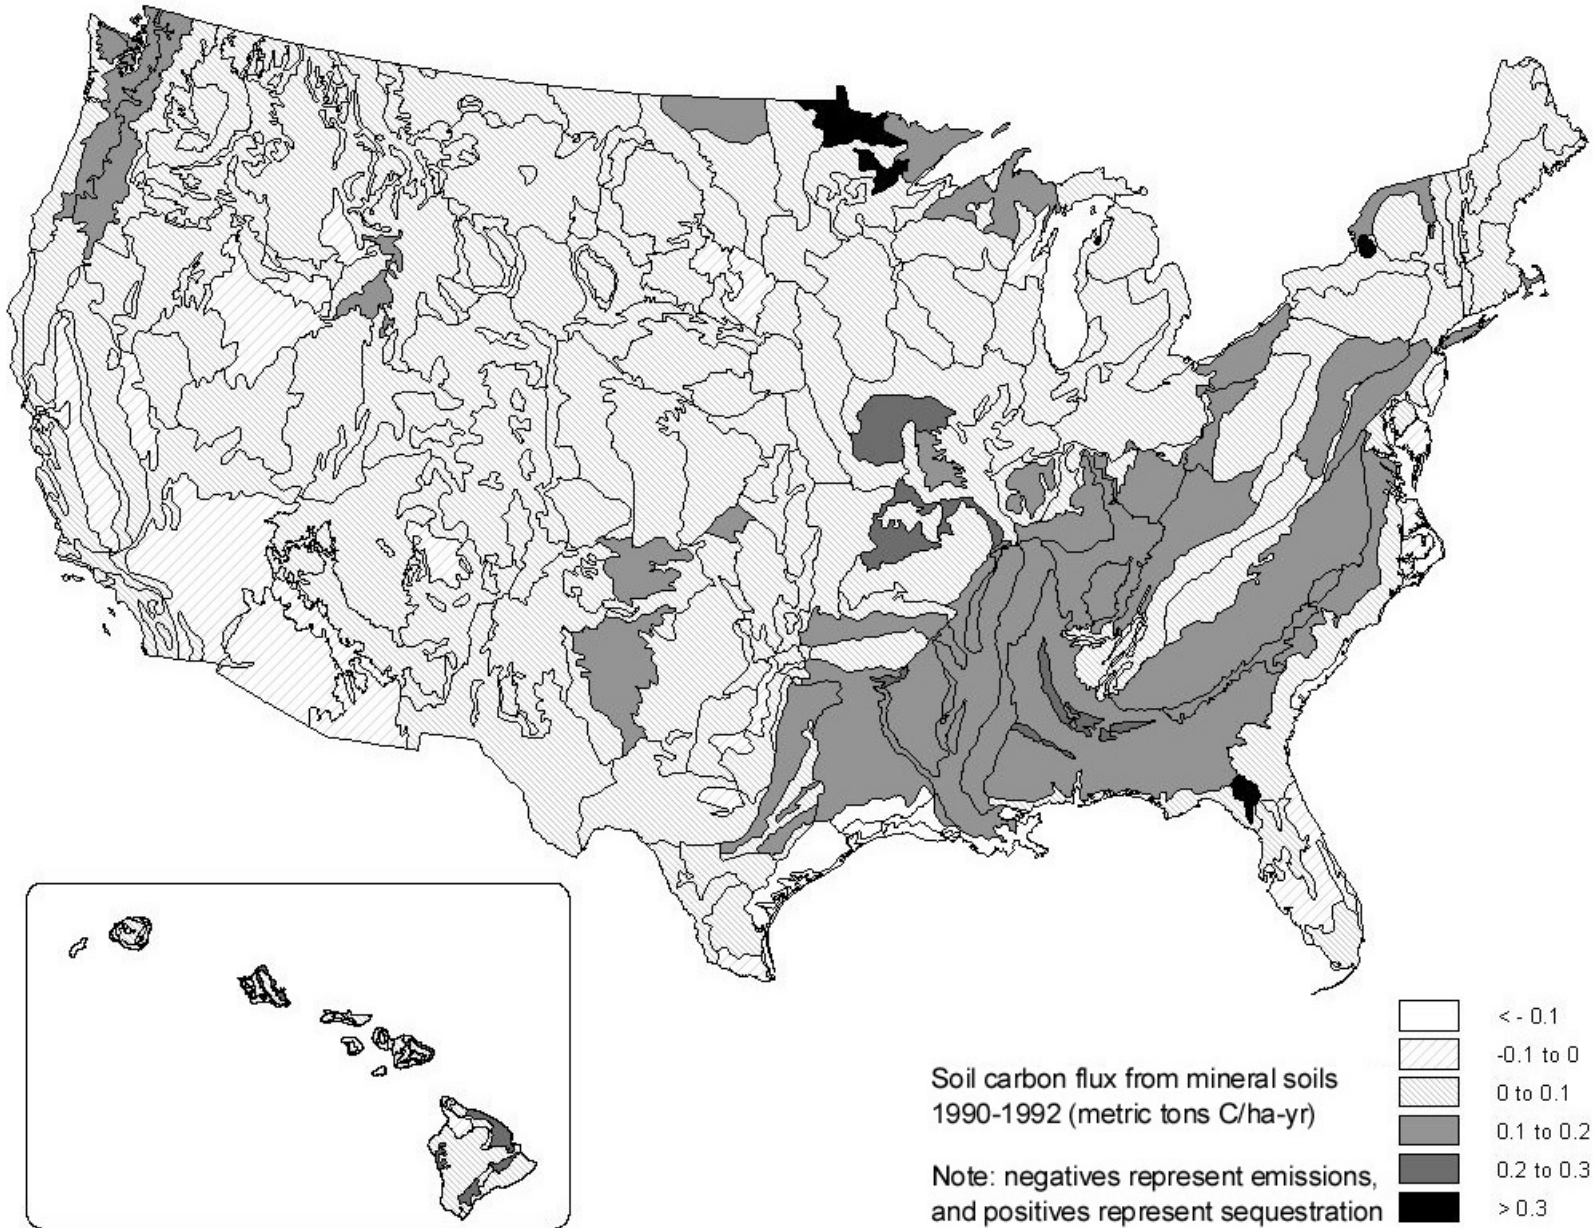 Soil carbon flux from mineral soils
1990-1992 (metric tons C/ha-yr)
Note: negatives represent emissions,
and positives represent sequestration
< - 0.1
-0.1 to 0
0 to 0.1
0.1 to 0.2
0.2 to 0.3
> 0.3